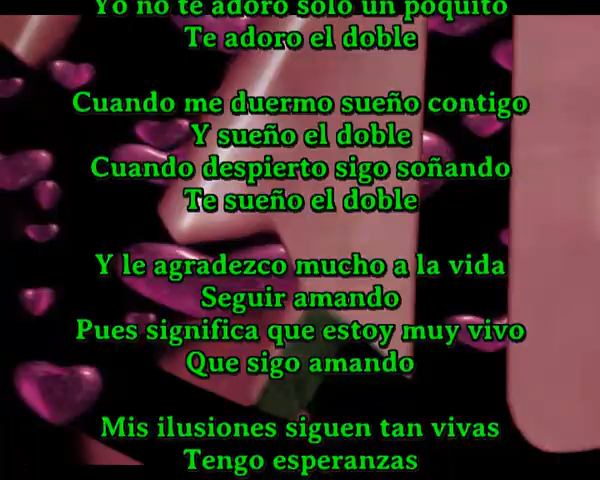 Yo no te adoro solo un poquito
Te adoro el doble
Cuando me duermo sueño contigo
Y sueño el doble
Cuando despierto sigo soñando
Te sueño el doble
Y le agradezco mucho a la vida
Seguir amando
Pues significa que estoy muy vivo
Que sigo amando
Mis ilusiones siguen tan vivas
Tengo esperanzas